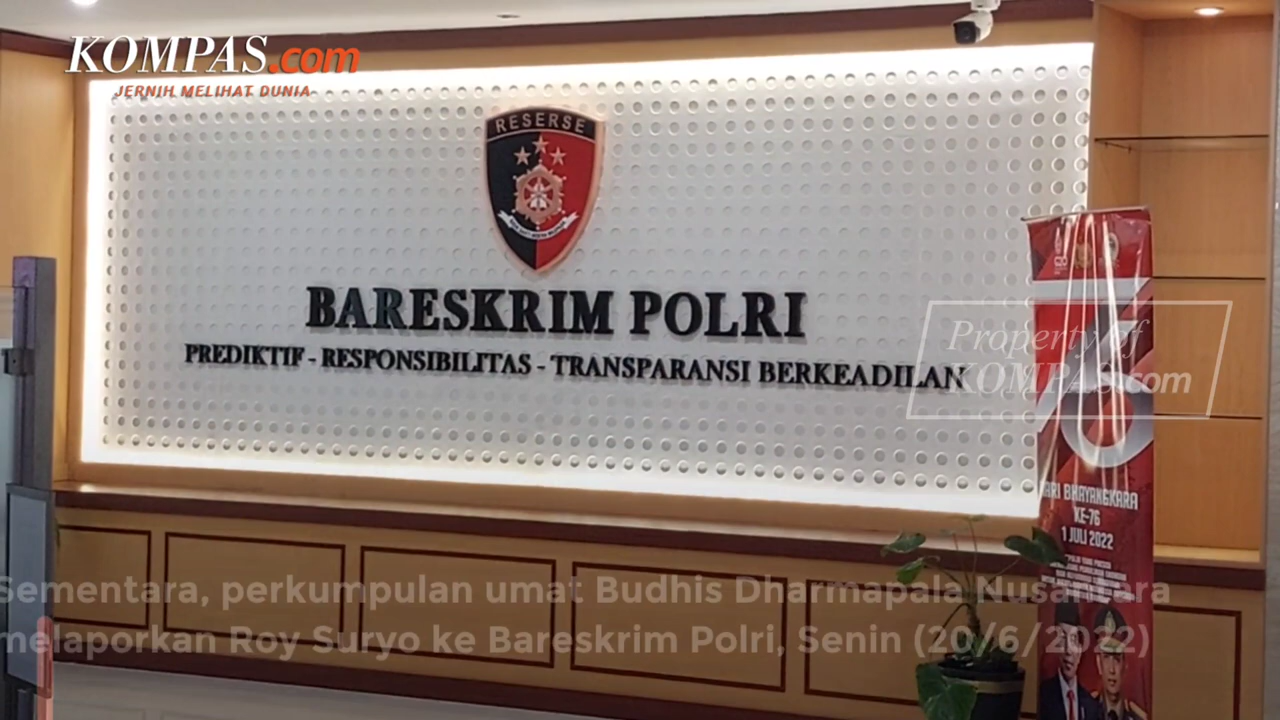 KOMPAS.com
JERNIH MELIHAT DUNIA
RESERSE
BARESKRIM POLRI
PREDIKTIF - RESPONSIBILITAS - TRANSPARANSI BERKEADILAN
Property of
KOMPAS.com
76
HARI BHAYANGKARA
KE-76
1 JULI 2022
Sementara, perkumpulan umat Budhis Dharmapala Nusantara
melaporkan Roy Suryo ke Bareskrim Polri, Senin (20/6/2022)